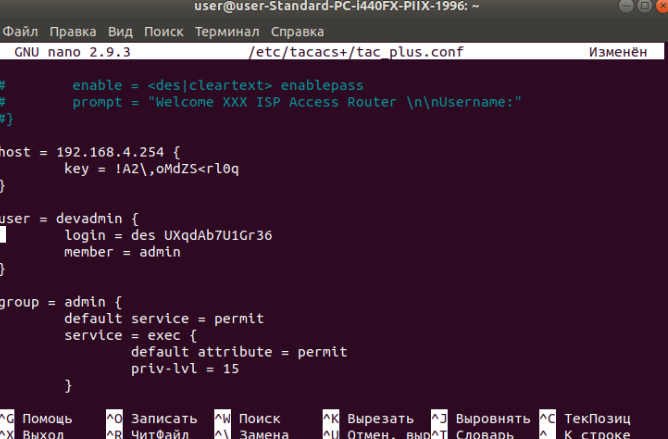 user@user-Standard-PC-i440FX-PIIX-1996: ~
Файл Правка Вид Поиск Терминал Справка
GNU nano 2.9.3 /etc/tacacs+/tac_plus.conf Изменён
# enable = <des|cleartext> enablepass
# prompt = "Welcome XXX ISP Access Router \n\nUsername:"
#}
host = 192.168.4.254 {
key = !A2\,oMdZS<rl0q
}
user = devadmin {
login = des UXqdAb7U1Gr36
member = admin
}
group = admin {
default service = permit
service = exec {
default attribute = permit
priv-lvl = 15
}
^G Помощь ^O Записать ^W Поиск ^K Вырезать ^J Выровнять ^C ТекПозиц
^X Выход ^R ЧитФайл ^\ Замена ^U Отмен. выр ^T Словарь ^_ К строке